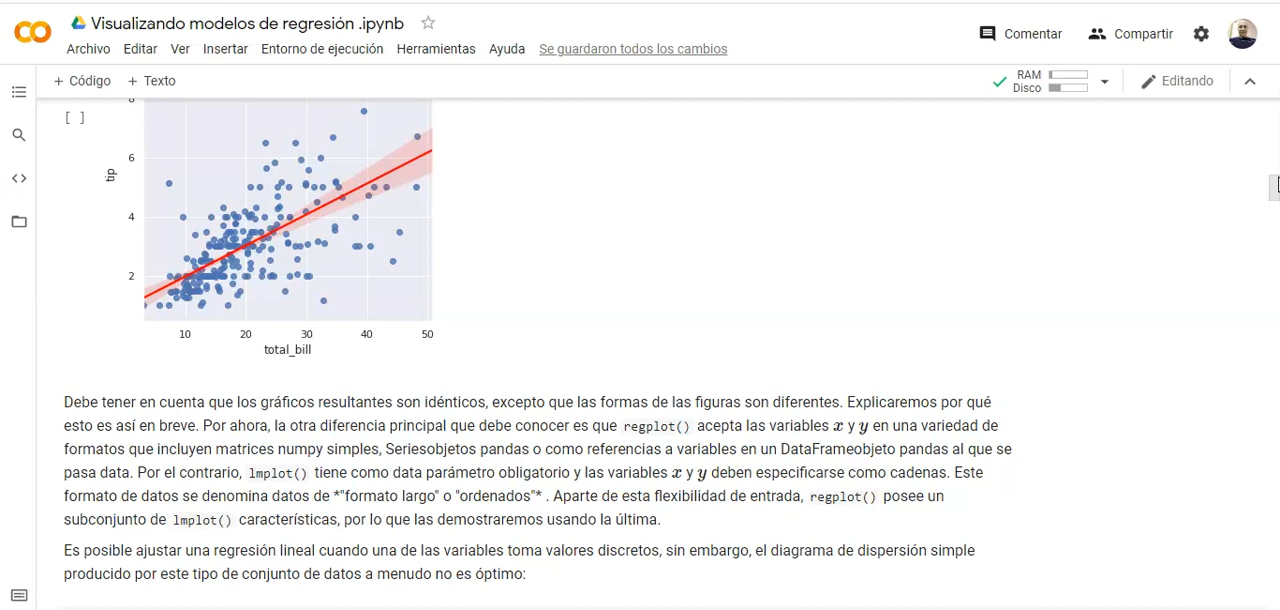 Visualizando modelos de regresión .ipynb
Archivo Editar Ver Insertar Entorno de ejecución Herramientas Ayuda Se guardaron todos los cambios
Comentar Compartir
+ Código + Texto
RAM
Disco
Editando
[ ]
8
6
4
2
tip
10 20 30 40 50
total_bill
Debe tener en cuenta que los gráficos resultantes son idénticos, excepto que las formas de las figuras son diferentes. Explicaremos por qué
esto es así en breve. Por ahora, la otra diferencia principal que debe conocer es que regplot() acepta las variables x y y en una variedad de
formatos que incluyen matrices numpy simples, Seriesobjetos pandas o como referencias a variables en un DataFrameobjeto pandas al que se
pasa data. Por el contrario, lmplot() tiene como data parámetro obligatorio y las variables x y y deben especificarse como cadenas. Este
formato de datos se denomina datos de *"formato largo" o "ordenados"* . Aparte de esta flexibilidad de entrada, regplot() posee un
subconjunto de lmplot() características, por lo que las demostraremos usando la última.
Es posible ajustar una regresión lineal cuando una de las variables toma valores discretos, sin embargo, el diagrama de dispersión simple
producido por este tipo de conjunto de datos a menudo no es óptimo: